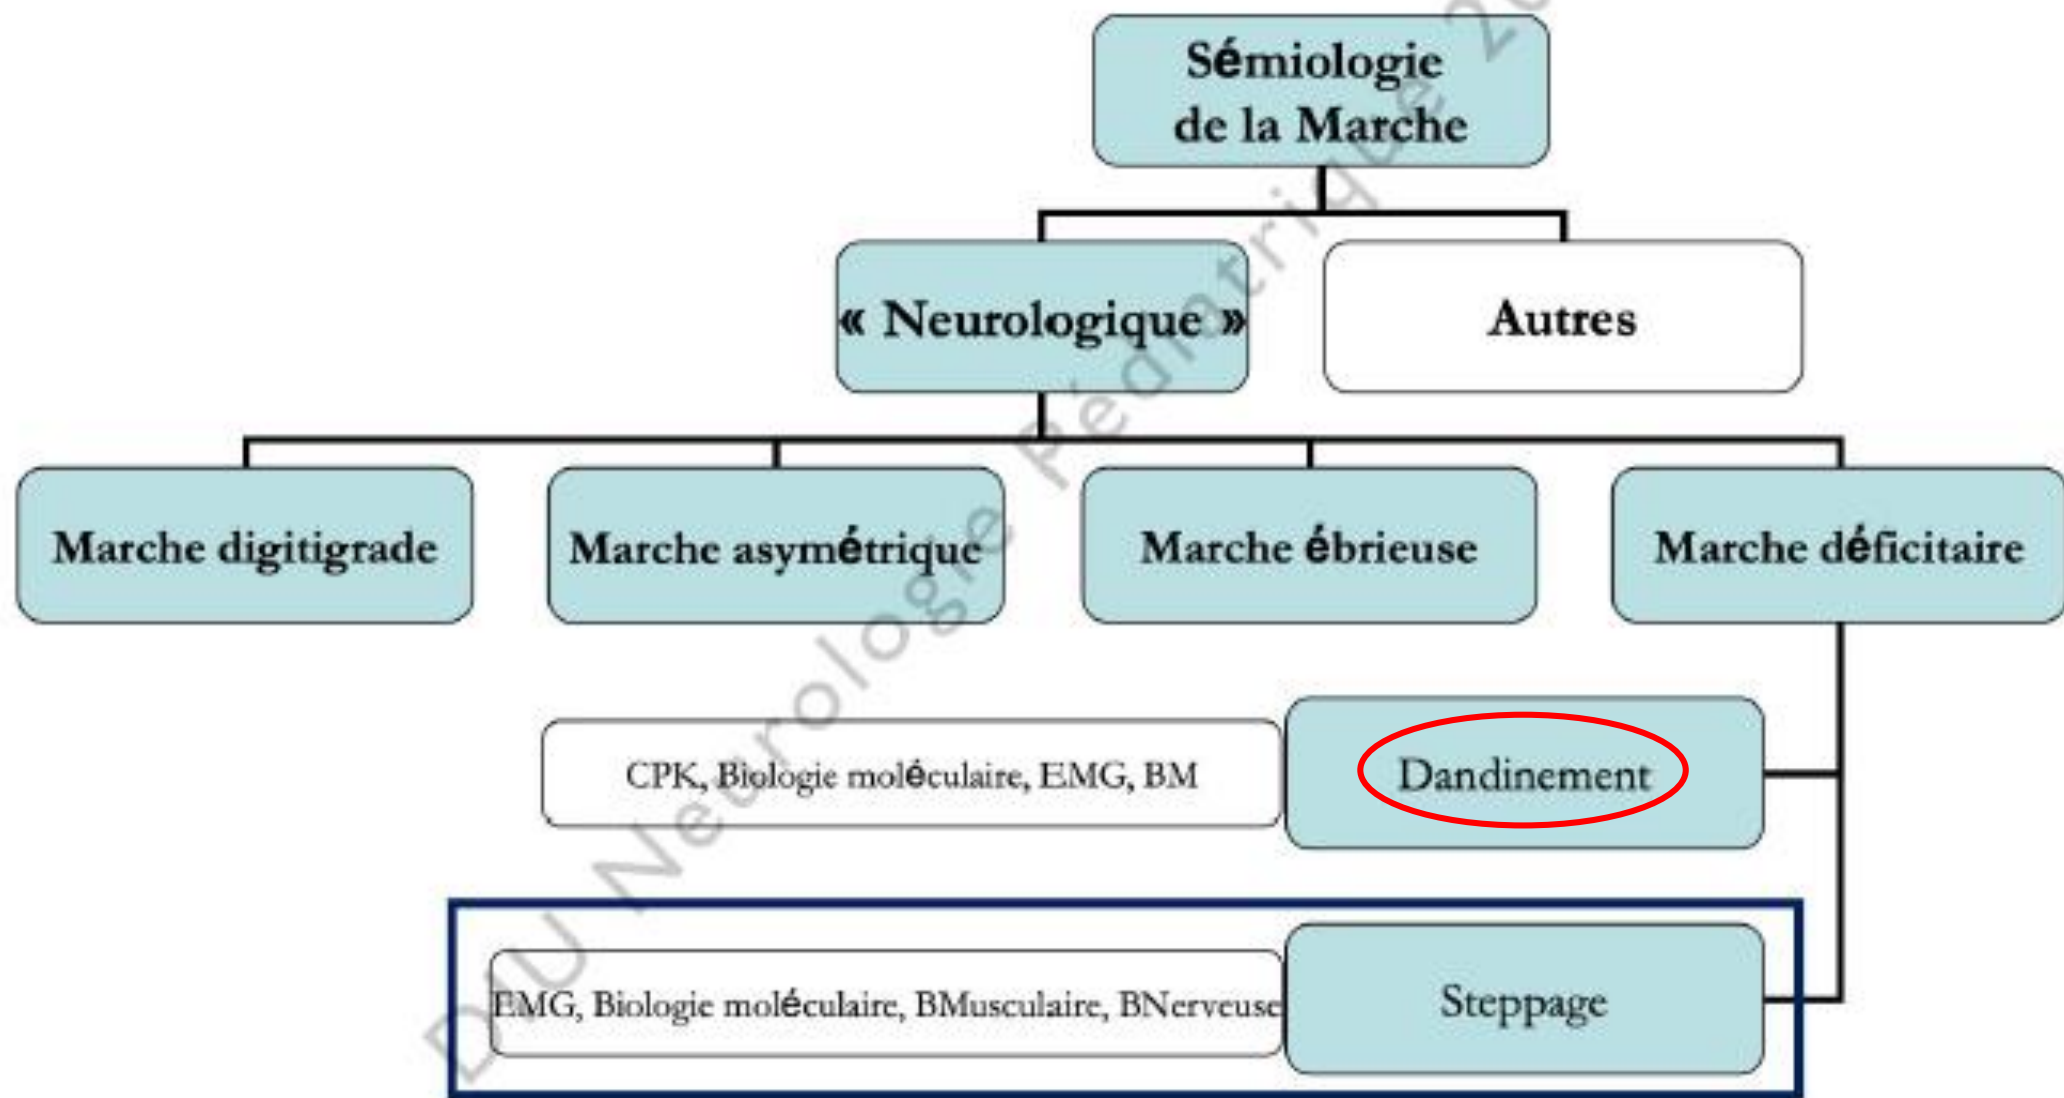 Sémiologie
de la Marche
« Neurologique »
Autres
Marche digitigrade
Marche asymétrique
Marche ébrieuse
Marche déficitaire
CPK, Biologie moléculaire, EMG, BM
Dandinement
EMG, Biologie moléculaire, BMusculaire, BNerveuse
Steppage
DIU Neurologie Pédiatrique